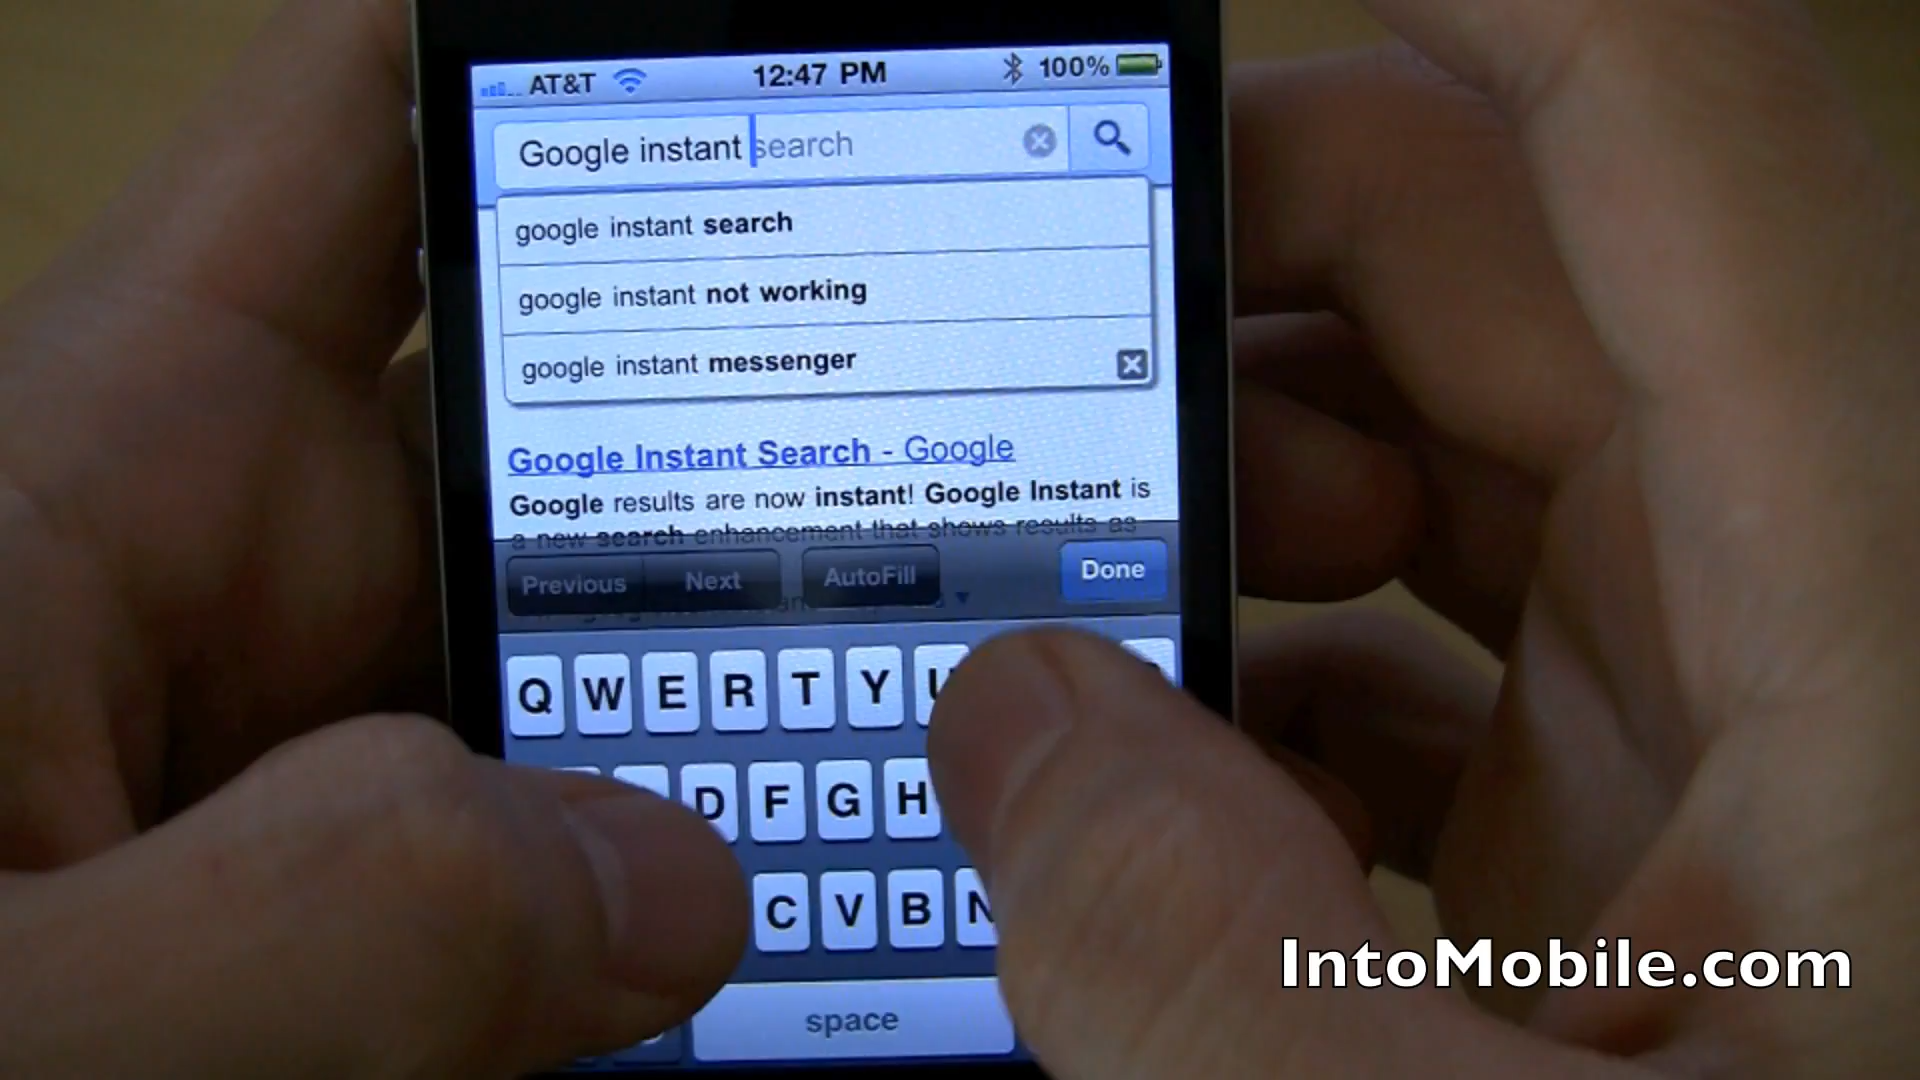 AT&T 12:47 PM 100%
Google instant search
google instant search
google instant not working
google instant messenger
Google Instant Search - Google
Google results are now instant! Google Instant is
a new search enhancement that shows results as
Previous Next AutoFill Done
Q W E R T Y U
D F G H
C V B N
space
IntoMobile.com